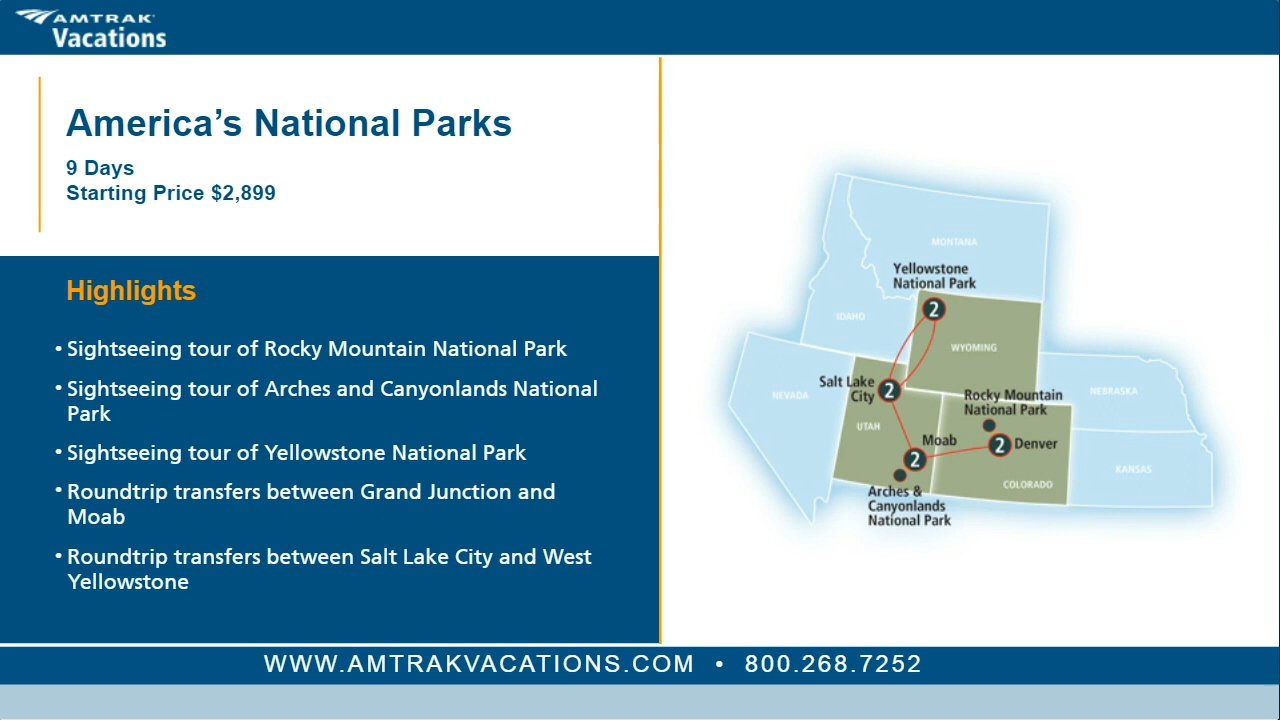 AMTRAK
Vacations
America's National Parks
9 Days
Starting Price $2,899
Highlights
• Sightseeing tour of Rocky Mountain National Park
• Sightseeing tour of Arches and Canyonlands National
Park
• Sightseeing tour of Yellowstone National Park
• Roundtrip transfers between Grand Junction and
Moab
• Roundtrip transfers between Salt Lake City and West
Yellowstone
MONTANA
Yellowstone
National Park
2
IDAHO
WYOMING
Salt Lake
City
2
NEVADA
NEBRASKA
Rocky Mountain
National Park
UTAH
Moab
2
2
Denver
KANSAS
COLORADO
Arches &
Canyonlands
National Park
WWW.AMTRAKVACATIONS.COM • 800.268.7252